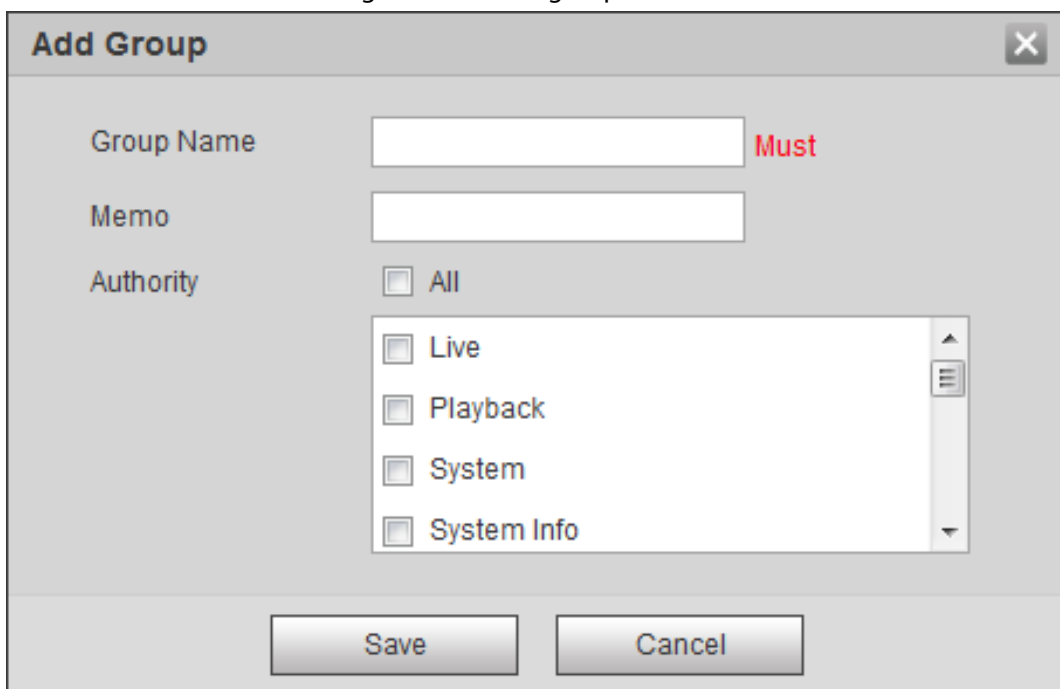 Add Group
Group Name Must
Memo
Authority All
Live
Playback
System
System Info
Save Cancel